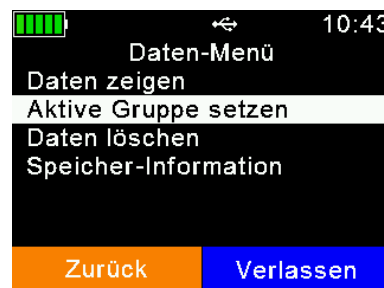 10:43
Daten-Menü
Daten zeigen
Aktive Gruppe setzen
Daten löschen
Speicher-Information
Zurück Verlassen